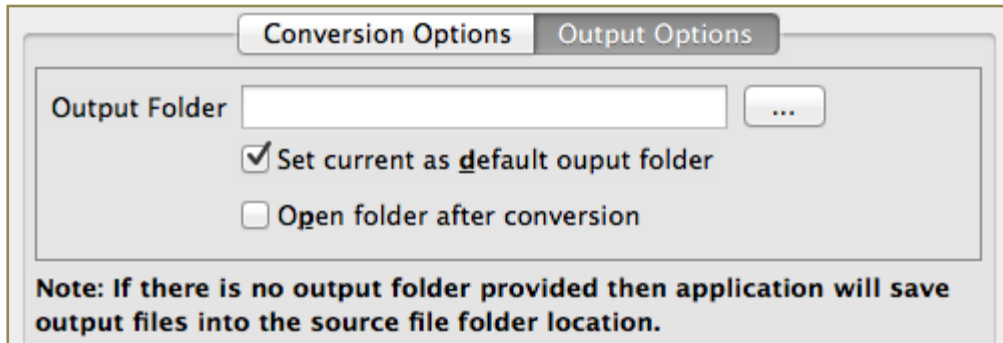 Conversion Options Output Options
Output Folder ...
Set current as default ouput folder
Open folder after conversion
Note: If there is no output folder provided then application will save
output files into the source file folder location.